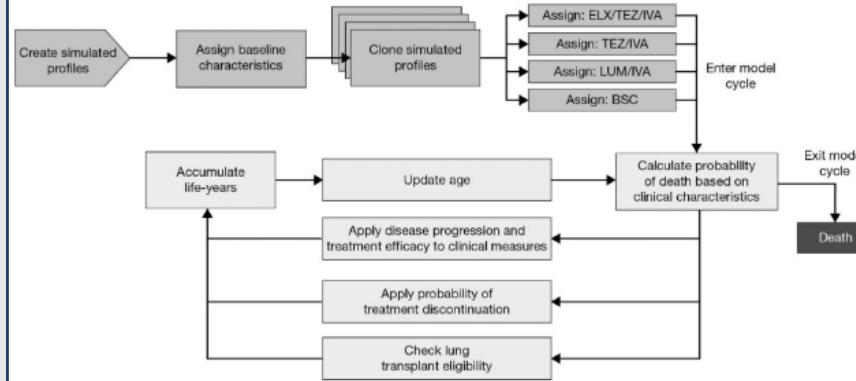 Create simulated
profiles
Assign baseline
characteristics
Clone simulated
profiles
Assign: ELX/TEZ/IVA
Assign: TEZ/IVA
Assign: LUM/IVA
Assign: BSC
Enter model
cycle
Accumulate
life-years
Update age
Calculate probability
of death based on
clinical characteristics
Exit mod
cycle
Death
Apply disease progression and
treatment efficacy to clinical measures
Apply probability of
treatment discontinuation
Check lung
transplant eligibility